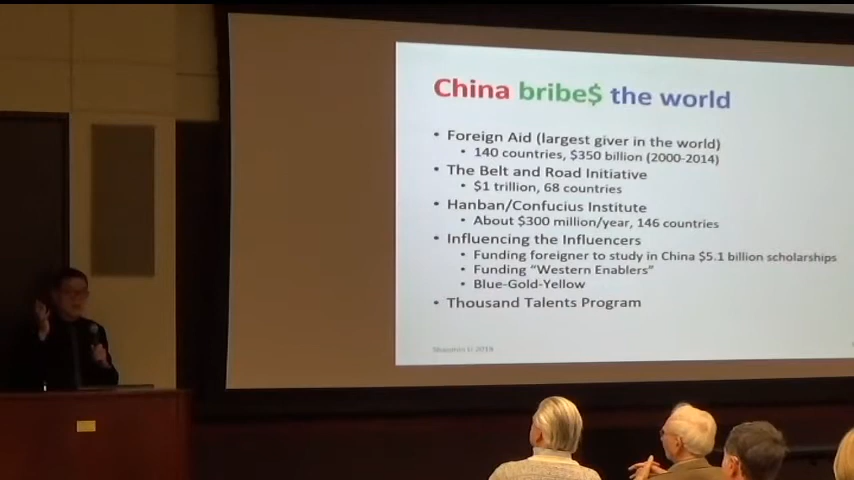 China bribe$ the world
• Foreign Aid (largest giver in the world)
• 140 countries, $350 billion (2000-2014)
• The Belt and Road Initiative
• $1 trillion, 68 countries
• Hanban/Confucius Institute
• About $300 million/year, 146 countries
• Influencing the Influencers
• Funding foreigner to study in China $5.1 billion scholarships
• Funding "Western Enablers"
• Blue-Gold-Yellow
• Thousand Talents Program
2019